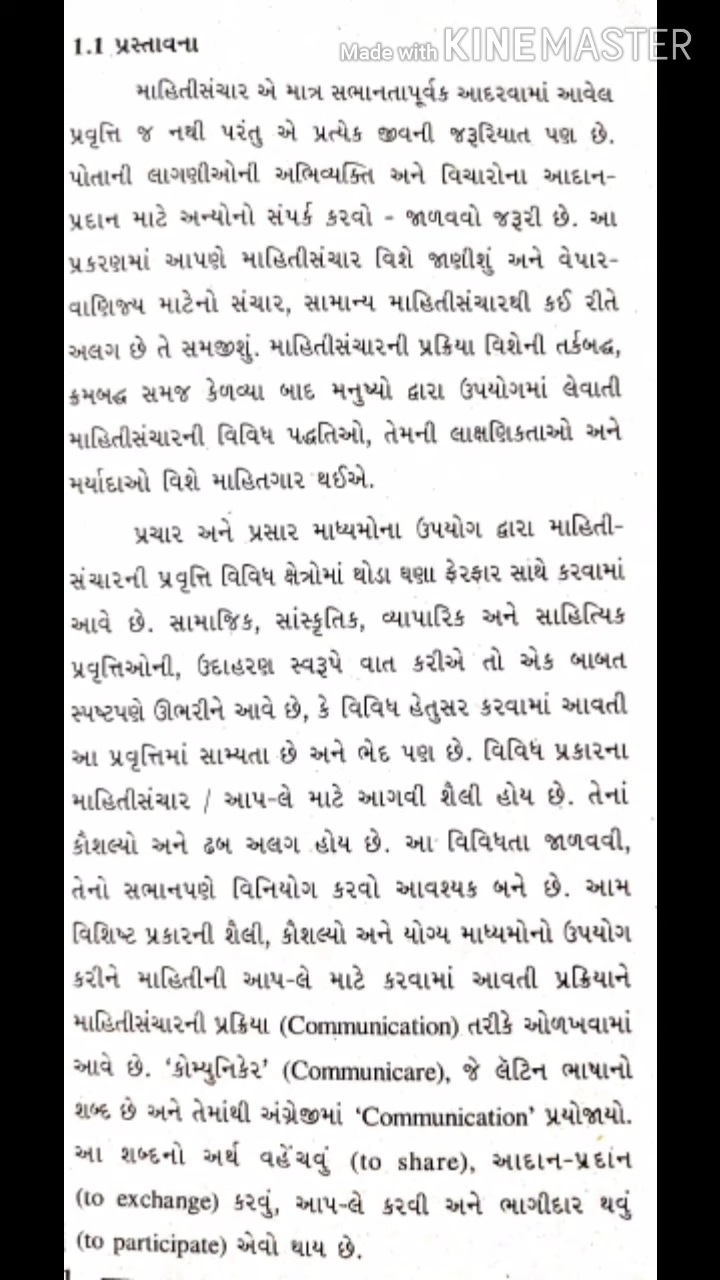 Made with KINEMASTER
1.1 પ્રસ્તાવના
માહિતીસંચાર એ માત્ર સભાનતાપૂર્વક આદરવામાં આવેલ
પ્રવૃત્તિ જ નથી પરંતુ એ પ્રત્યેક જીવની જરૂરિયાત પણ છે.
પોતાની લાગણીઓની અભિવ્યક્તિ અને વિચારોના આદાન-
પ્રદાન માટે અન્યોનો સંપર્ક કરવો - જાળવવો જરૂરી છે. આ
પ્રકરણમાં આપણે માહિતીસંચાર વિશે જાણીશું અને વેપાર-
વાણિજ્ય માટેનો સંચાર, સામાન્ય માહિતીસંચારથી કઈ રીતે
અલગ છે તે સમજીશું. માહિતીસંચારની પ્રક્રિયા વિશેની તર્કબદ્ધ,
ક્રમબદ્ધ સમજ કેળવ્યા બાદ મનુષ્યો દ્વારા ઉપયોગમાં લેવાતી
માહિતીસંચારની વિવિધ પદ્ધતિઓ, તેમની લાક્ષણિકતાઓ અને
મર્યાદાઓ વિશે માહિતગાર થઈએ.
પ્રચાર અને પ્રસાર માધ્યમોના ઉપયોગ દ્વારા માહિતી-
સંચારની પ્રવૃત્તિ વિવિધ ક્ષેત્રોમાં થોડા ઘણા ફેરફાર સાથે કરવામાં
આવે છે. સામાજિક, સાંસ્કૃતિક, વ્યાપારિક અને સાહિત્યિક
પ્રવૃત્તિઓની, ઉદાહરણ સ્વરૂપે વાત કરીએ તો એક બાબત
સ્પષ્ટપણે ઊભરીને આવે છે, કે વિવિધ હેતુસર કરવામાં આવતી
આ પ્રવૃત્તિમાં સામ્યતા છે અને ભેદ પણ છે. વિવિધ પ્રકારના
માહિતીસંચાર / આપ-લે માટે આગવી શૈલી હોય છે. તેનાં
કૌશલ્યો અને ઢબ અલગ હોય છે. આ વિવિધતા જાળવવી,
તેનો સભાનપણે વિનિયોગ કરવો આવશ્યક બને છે. આમ
વિશિષ્ટ પ્રકારની શૈલી, કૌશલ્યો અને યોગ્ય માધ્યમોનો ઉપયોગ
કરીને માહિતીની આપ-લે માટે કરવામાં આવતી પ્રક્રિયાને
માહિતીસંચારની પ્રક્રિયા (Communication) તરીકે ઓળખવામાં
આવે છે. ‘કોમ્યુનિકેર’ (Communicare), જે લૅટિન ભાષાનો
શબ્દ છે અને તેમાંથી અંગ્રેજીમાં ‘Communication’ પ્રયોજાયો.
આ શબ્દનો અર્થ વહેંચવું (to share), આદાન-પ્રદાન
(to exchange) કરવું, આપ-લે કરવી અને ભાગીદાર થવું
(to participate) એવો થાય છે.